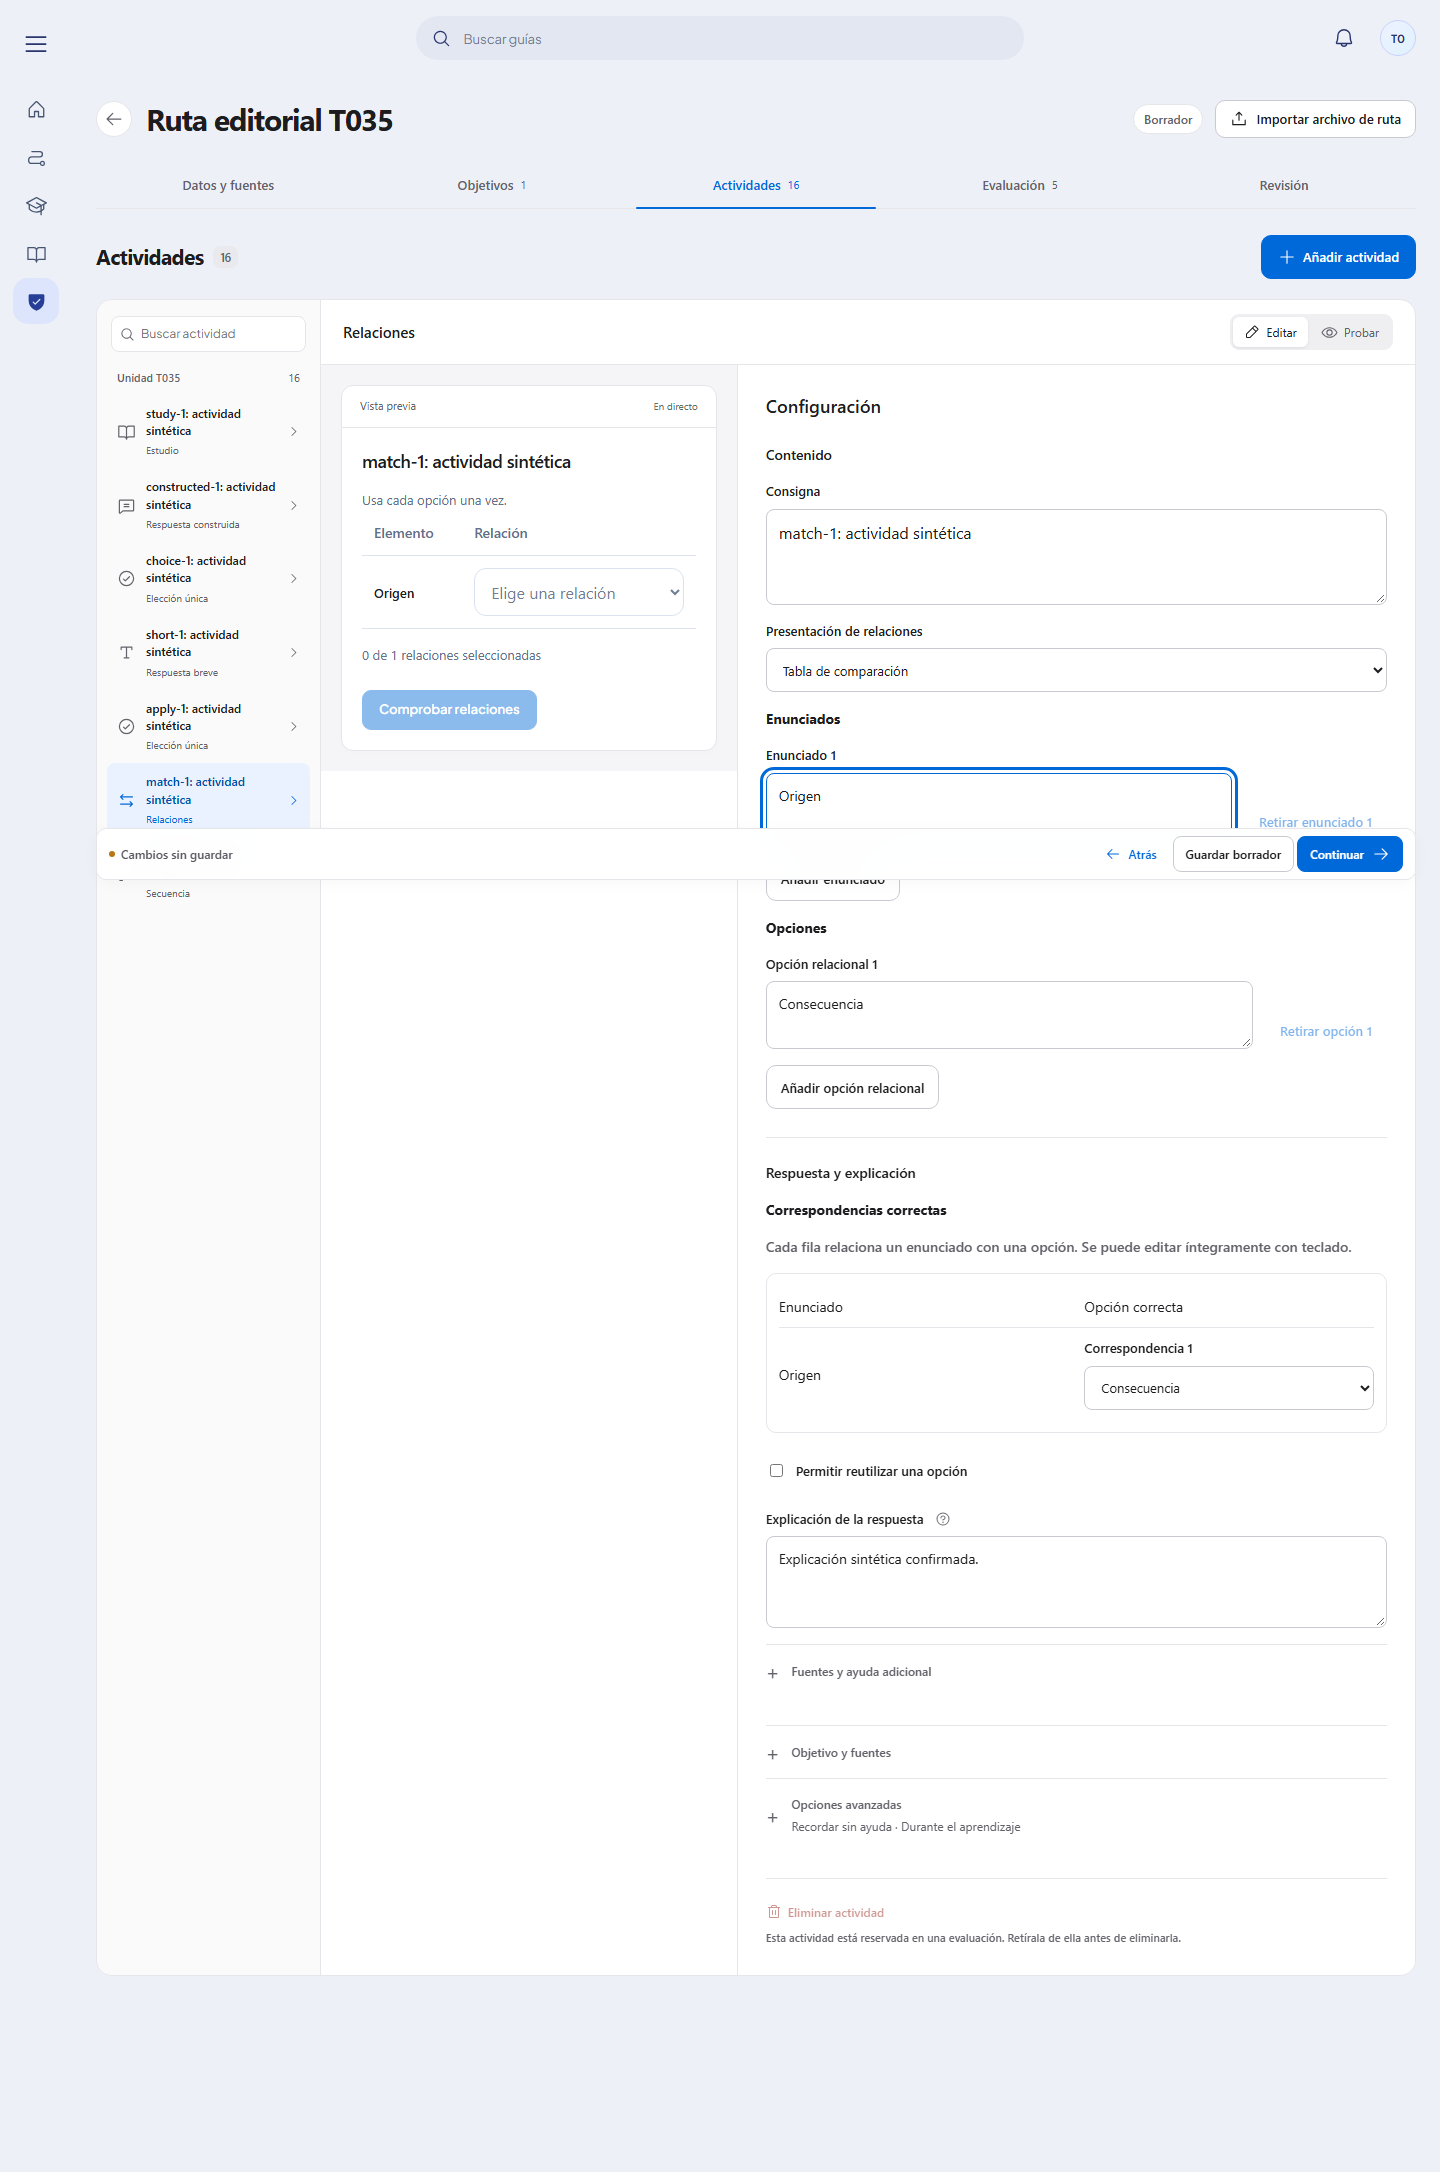 Buscar guías
TO
Ruta editorial T035
Borrador
Importar archivo de ruta
Datos y fuentes
Objetivos 1
Actividades 16
Evaluación 5
Revisión
Actividades 16
Añadir actividad
Buscar actividad
Unidad T035 16
study-1: actividad
sintética
Estudio
constructed-1: actividad
sintética
Respuesta construida
choice-1: actividad
sintética
Elección única
short-1: actividad
sintética
Respuesta breve
apply-1: actividad
sintética
Elección única
match-1: actividad
sintética
Relaciones
Secuencia
Relaciones
Editar
Probar
Vista previa
En directo
match-1: actividad sintética
Usa cada opción una vez.
Elemento Relación
Origen Elige una relación
0 de 1 relaciones seleccionadas
Comprobar relaciones
Configuración
Contenido
Consigna
match-1: actividad sintética
Presentación de relaciones
Tabla de comparación
Enunciados
Enunciado 1
Origen
Retirar enunciado 1
Cambios sin guardar
Atrás
Guardar borrador
Continuar
Añadir enunciado
Opciones
Opción relacional 1
Consecuencia
Retirar opción 1
Añadir opción relacional
Respuesta y explicación
Correspondencias correctas
Cada fila relaciona un enunciado con una opción. Se puede editar íntegramente con teclado.
Enunciado Opción correcta
Correspondencia 1
Origen
Consecuencia
Permitir reutilizar una opción
Explicación de la respuesta
Explicación sintética confirmada.
Fuentes y ayuda adicional
Objetivo y fuentes
Opciones avanzadas
Recordar sin ayuda · Durante el aprendizaje
Eliminar actividad
Esta actividad está reservada en una evaluación. Retírala de ella antes de eliminarla.